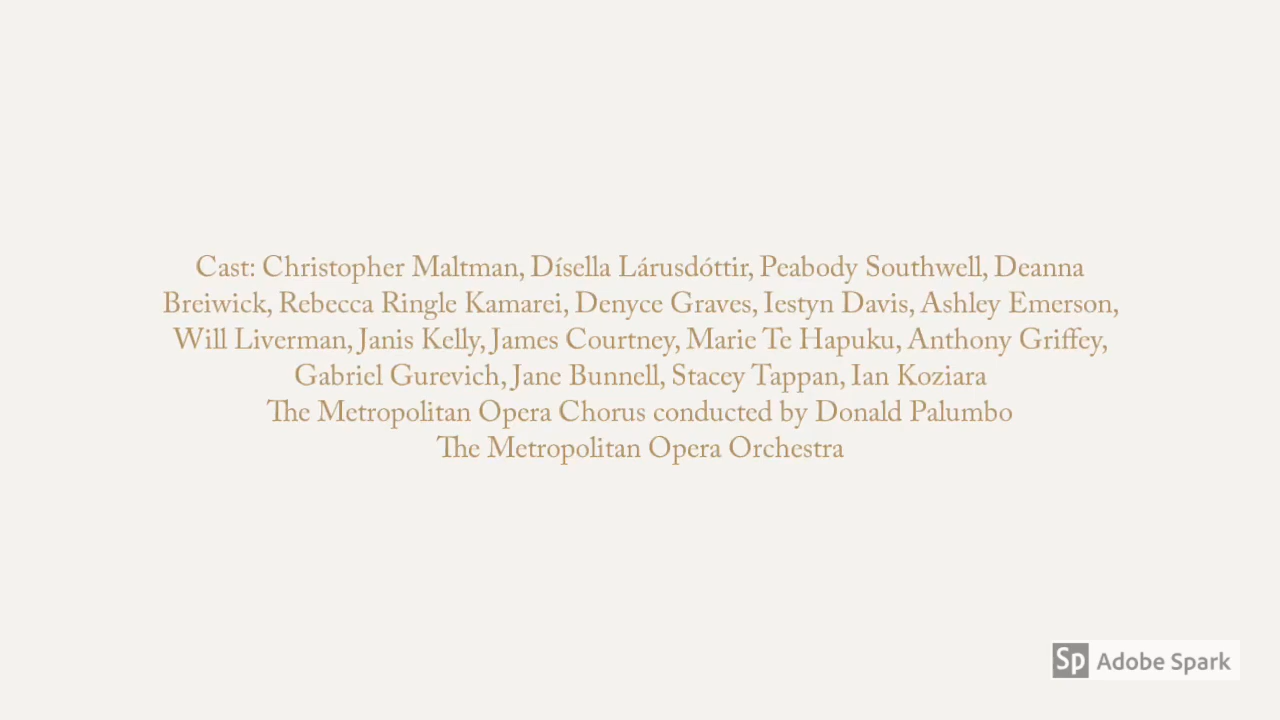 Cast: Christopher Maltman, Dísella Lárusdóttir, Peabody Southwell, Deanna
Breiwick, Rebecca Ringle Kamarei, Denyce Graves, Iestyn Davis, Ashley Emerson,
Will Liverman, Janis Kelly, James Courtney, Marie Te Hapuku, Anthony Griffey,
Gabriel Gurevich, Jane Bunnell, Stacey Tappan, Ian Koziara
The Metropolitan Opera Chorus conducted by Donald Palumbo
The Metropolitan Opera Orchestra
Sp Adobe Spark